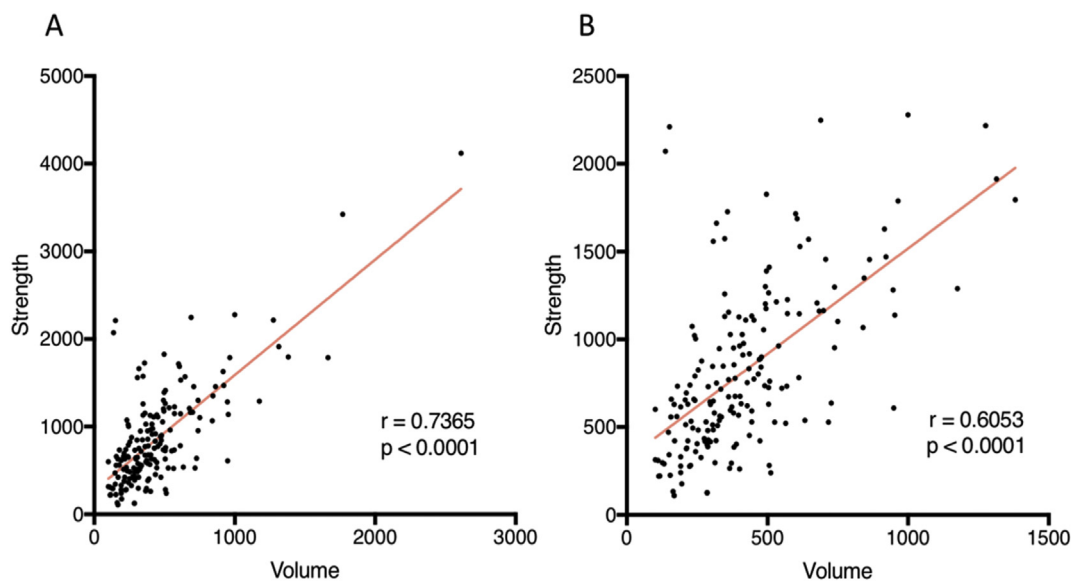 A
5000
4000
3000
2000
1000
0
Strength
r = 0.7365
p < 0.0001
0 1000 2000 3000
Volume
B
2500
2000
1500
1000
500
0
Strength
r = 0.6053
p < 0.0001
0 500 1000 1500
Volume